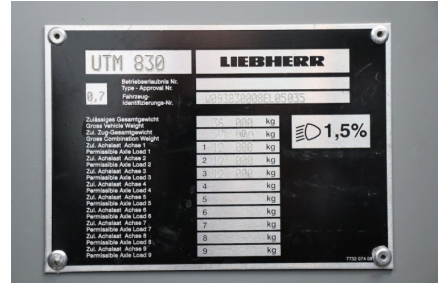 UTM 830
LIEBHERR
Betriebserlaubnis Nr.
Type - Approval Nr.
0,7
Fahrzeug-
Identifizierungs-Nr.
Zulässiges Gesamtgewicht
Gross Vehicle Weight
kg
Zul. Zug-Gesamtgewicht
Gross Combination Weight
kg
1,5%
Zul. Achslast Achse 1
Permissible Axle Load 1
1 kg
Zul. Achslast Achse 2
Permissible Axle Load 2
2 kg
Zul. Achslast Achse 3
Permissible Axle Load 3
3 kg
Zul. Achslast Achse 4
Permissible Axle Load 4
4 kg
Zul. Achslast Achse 5
Permissible Axle Load 5
5 kg
Zul. Achslast Achse 6
Permissible Axle Load 6
6 kg
Zul. Achslast Achse 7
Permissible Axle Load 7
7 kg
Zul. Achslast Achse 8
Permissible Axle Load 8
8 kg
Zul. Achslast Achse 9
Permissible Axle Load 9
9 kg